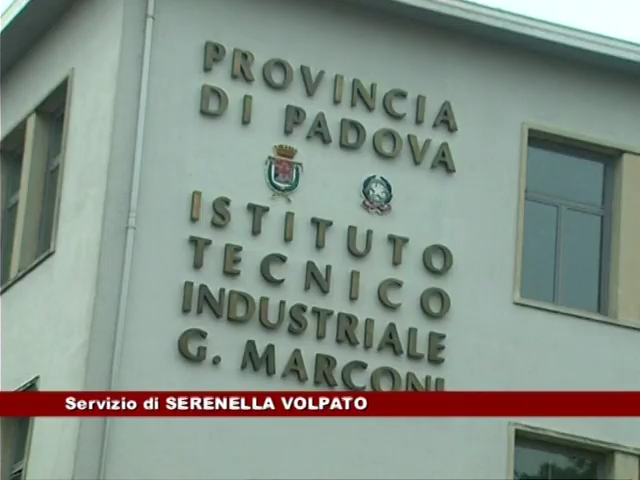 PROVINCIA
DI PADOVA
ISTITUTO
TECNICO
INDUSTRIALE
G. MARCONI
Servizio di SERENELLA VOLPATO